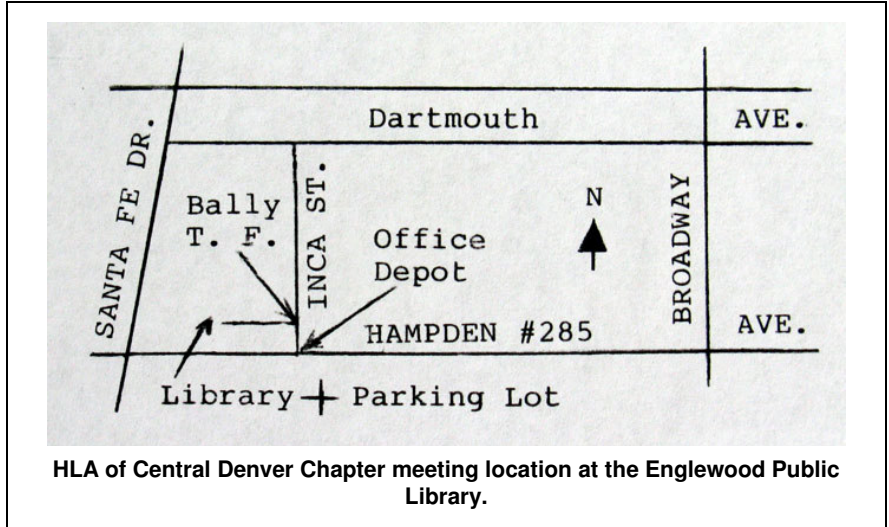 Dartmouth AVE.
SANTA FE DR.
Bally
T. F.
INCA ST.
Office
Depot
N
BROADWAY
HAMPDEN #285 AVE.
Library + Parking Lot
HLA of Central Denver Chapter meeting location at the Englewood Public
Library.